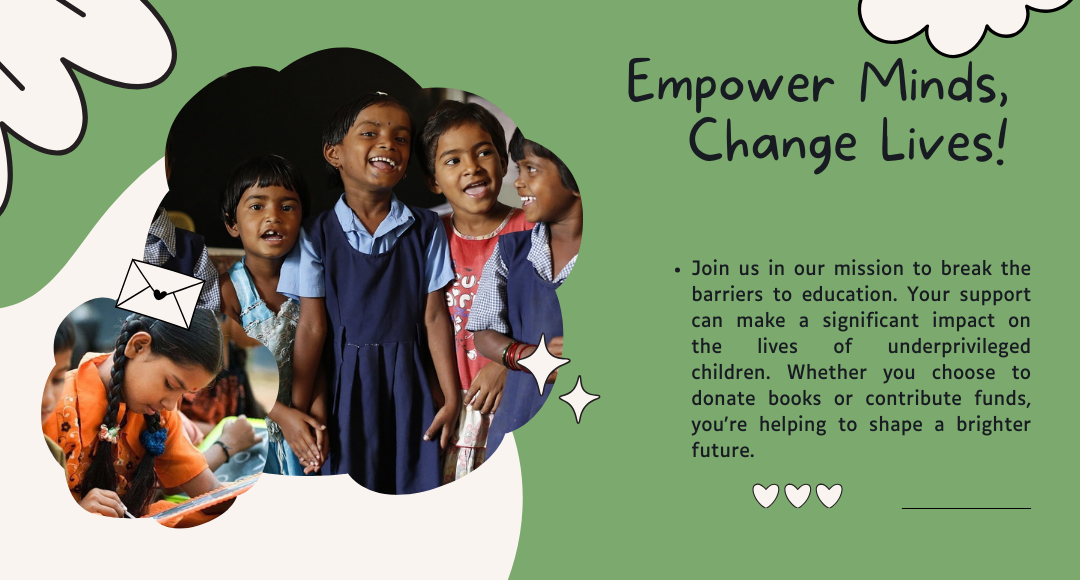 Empower Minds,
Change Lives!
• Join us in our mission to break the
barriers to education. Your support
can make a significant impact on
the lives of underprivileged
children. Whether you choose to
donate books or contribute funds,
you're helping to shape a brighter
future.